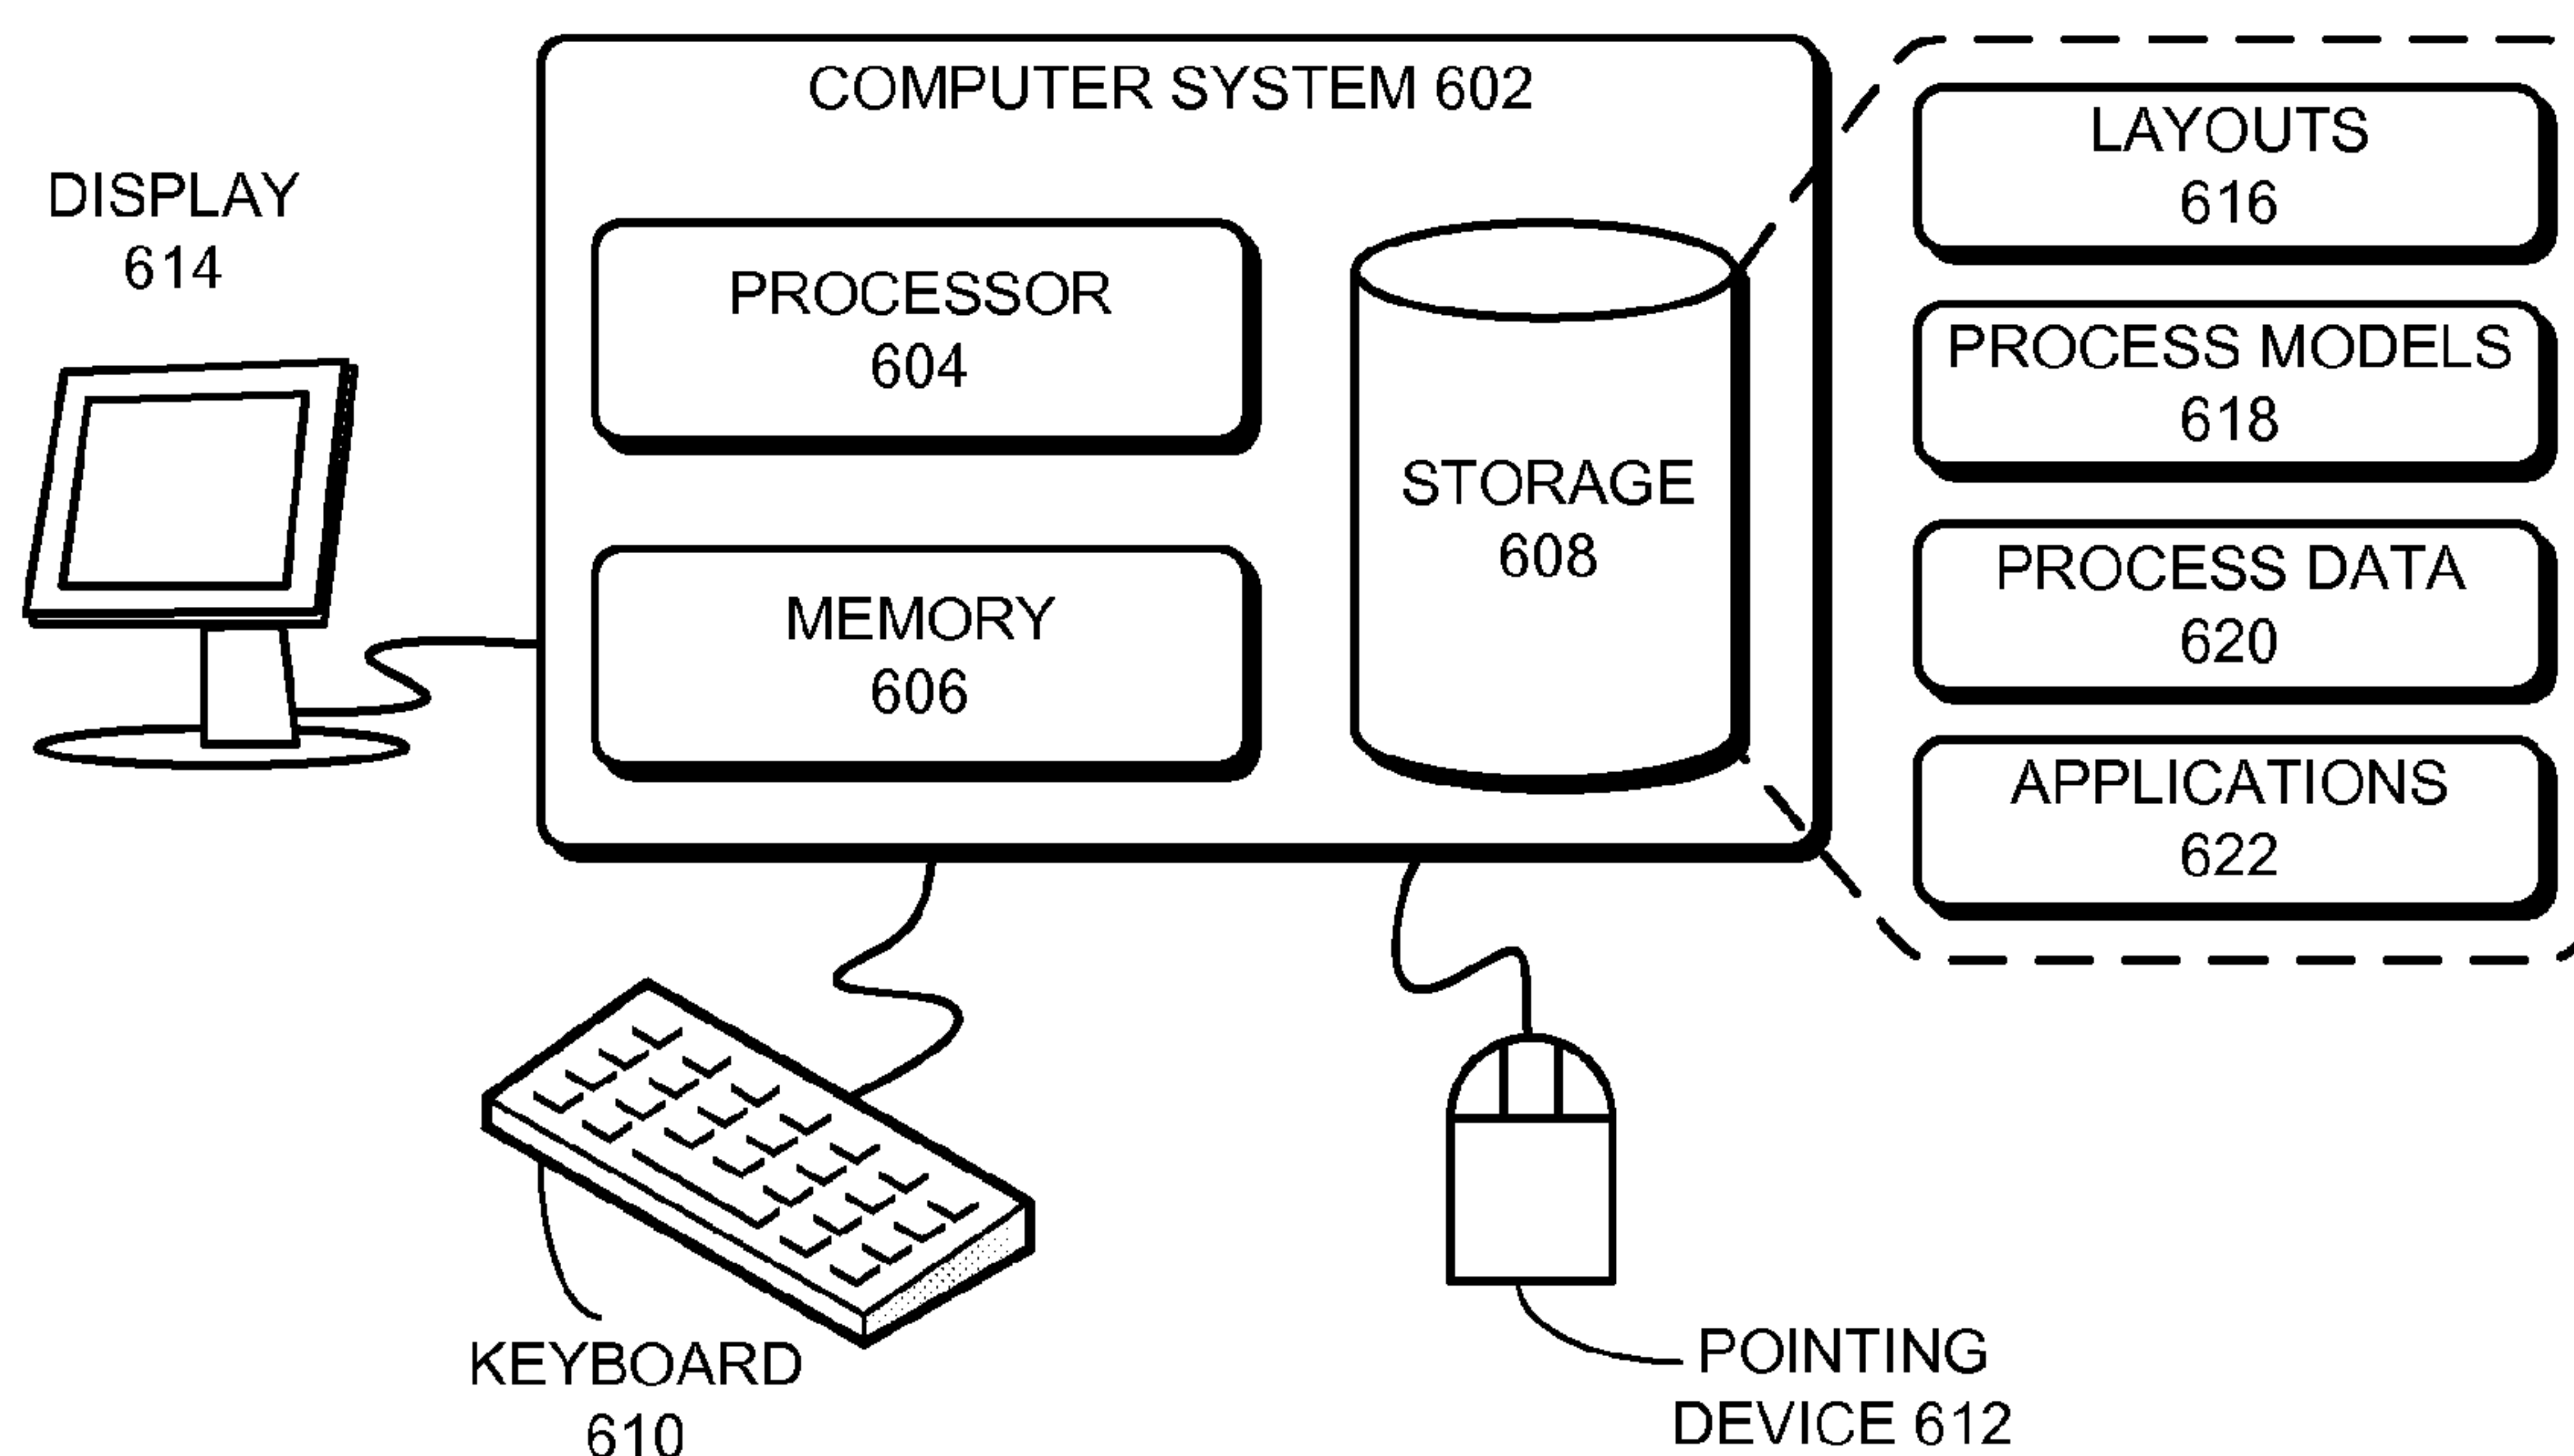 COMPUTER SYSTEM 602
DISPLAY
614
PROCESSOR
604
MEMORY
606
STORAGE
608
LAYOUTS
616
PROCESS MODELS
618
PROCESS DATA
620
APPLICATIONS
622
KEYBOARD
610
POINTING
DEVICE 612